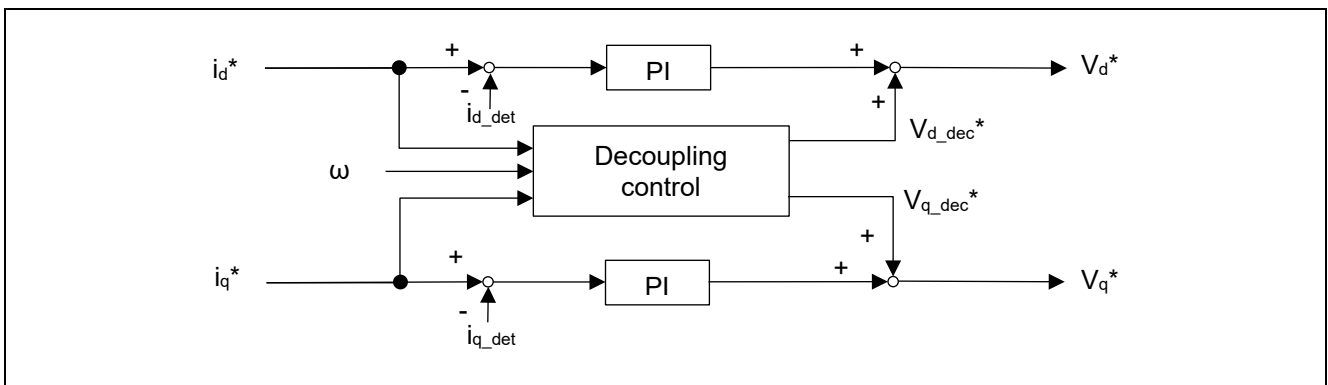 id* + PI + Vd*
-
id_det
+
Vd_dec*
Decoupling
control
ω
Vq_dec*
+
iq* + PI + Vq*
-
iq_det